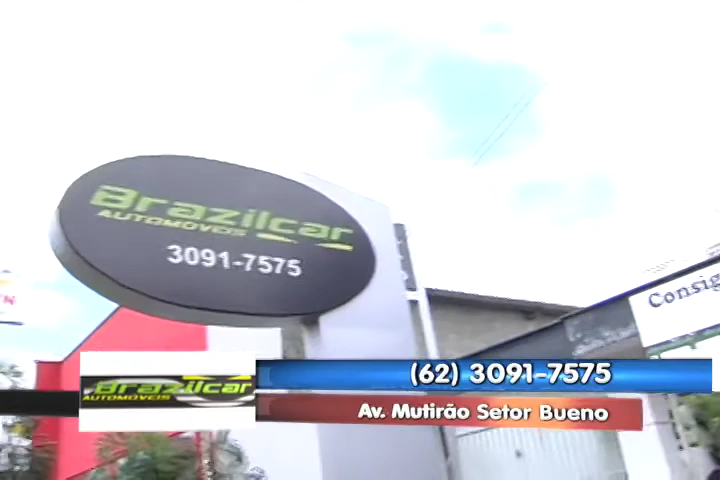 Brazilcar
AUTOMÓVEIS
3091-7575
Consig
Brazilcar
AUTOMÓVEIS
(62) 3091-7575
Av. Mutirão Setor Bueno